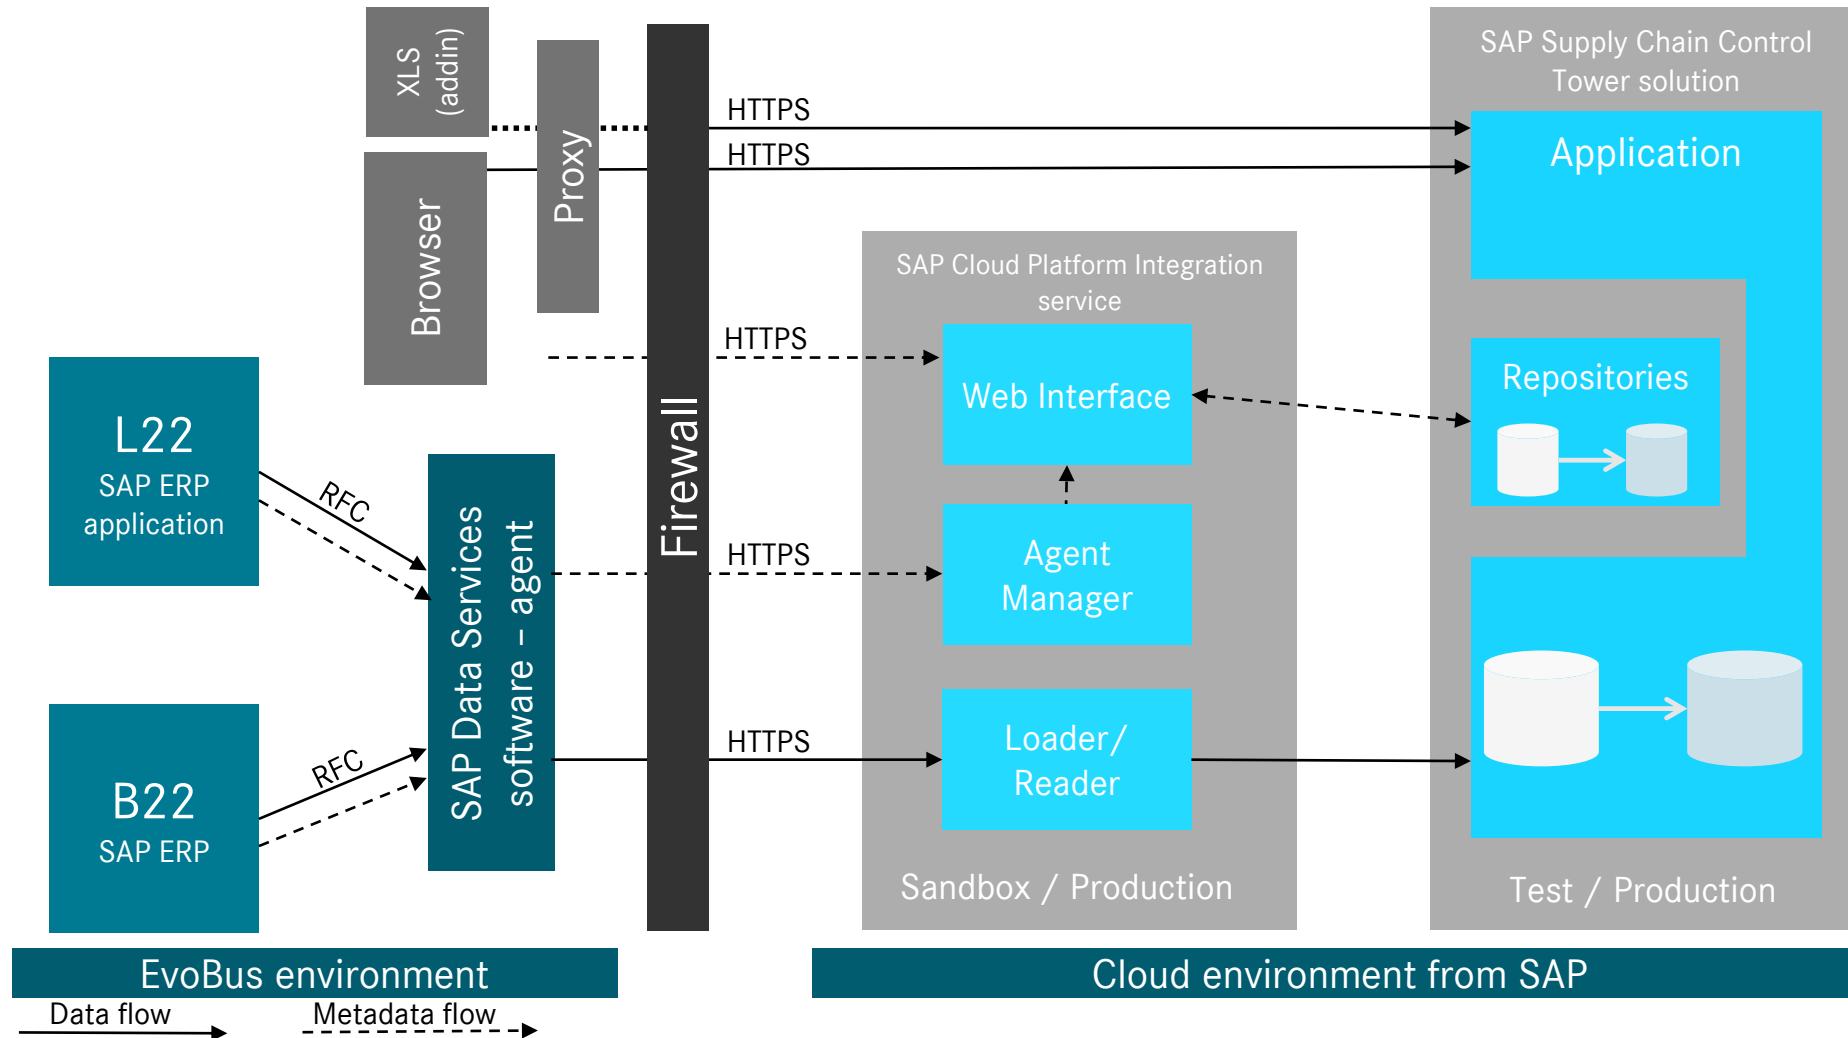 XLS
(addin)
Proxy
Browser
Firewall
HTTPS
HTTPS
SAP Supply Chain Control
Tower solution
Application
SAP Cloud Platform Integration
service
HTTPS
Web Interface
Repositories
L22
SAP ERP
application
RFC
SAP Data Services
software – agent
HTTPS
Agent
Manager
B22
SAP ERP
RFC
HTTPS
Loader/
Reader
Sandbox / Production
Test / Production
EvoBus environment
Cloud environment from SAP
Data flow
Metadata flow